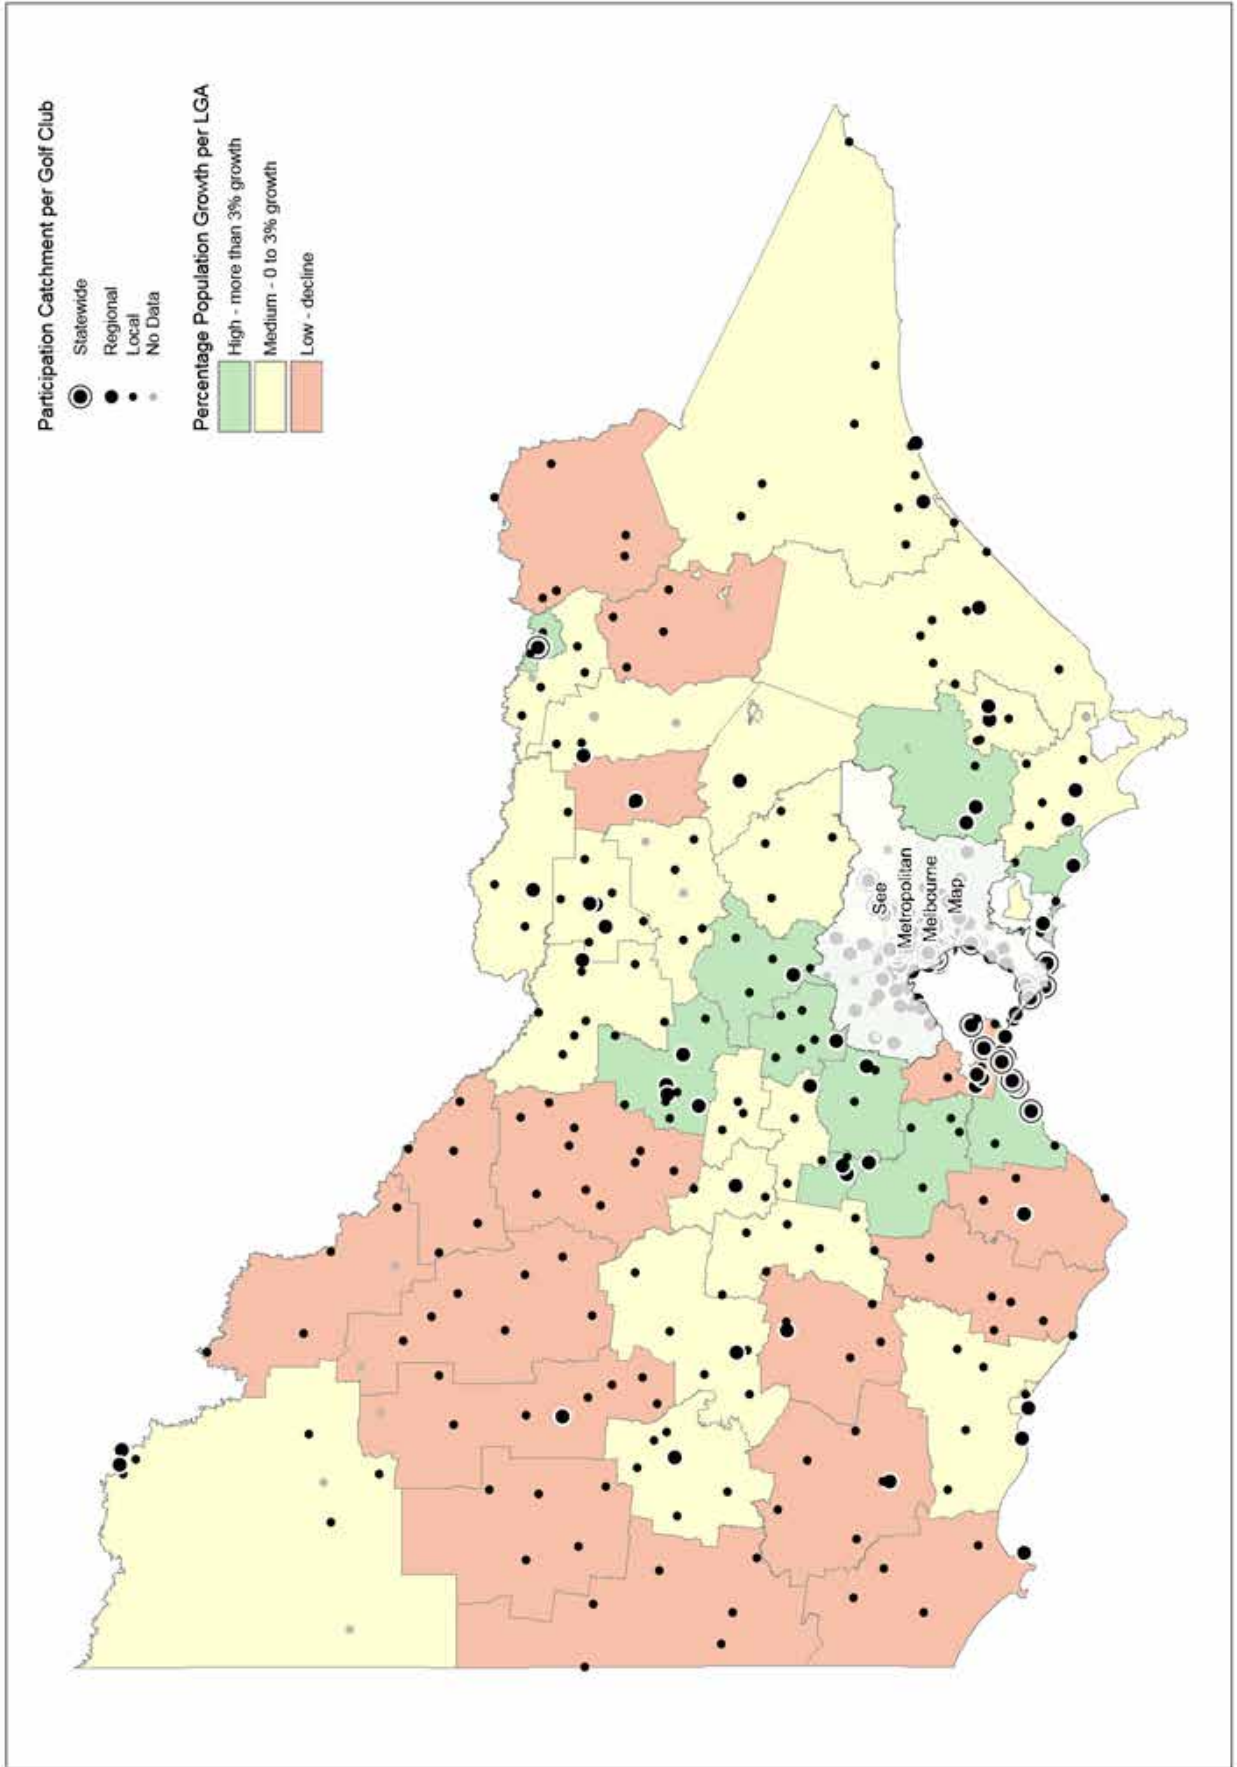 Participation Catchment per Golf Club
Statewide
Regional
Local
No Data
Percentage Population Growth per LGA
High - more than 3% growth
Medium - 0 to 3% growth
Low - decline
See
Metropolitan
Melbourne
Map